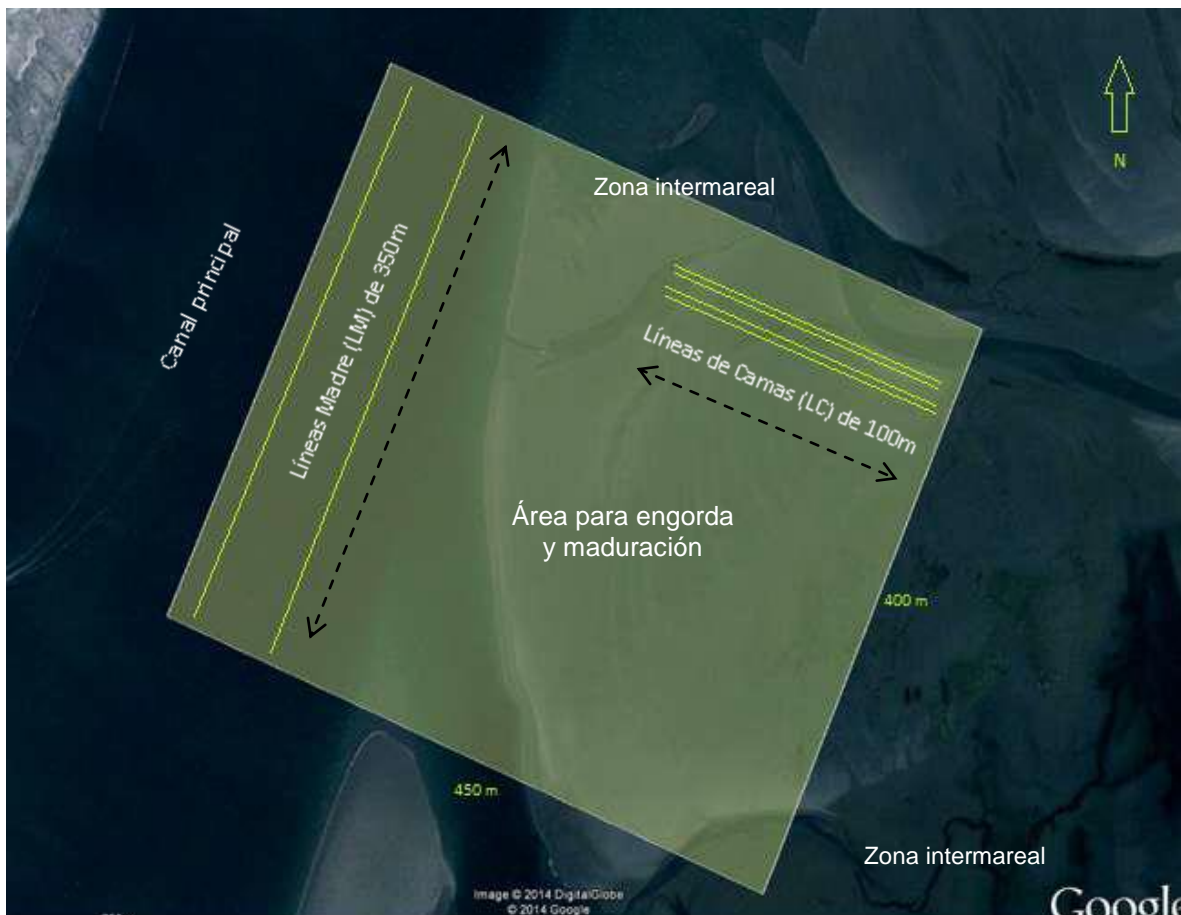 N
Zona intermareal
Canal principal
Líneas Madre (LM) de 350m
Líneas de Camas (LC) de 100m
Área para engorda
y maduración
400 m
450 m
Zona intermareal
Image © 2014 DigitalGlobe
© 2014 Google
Google